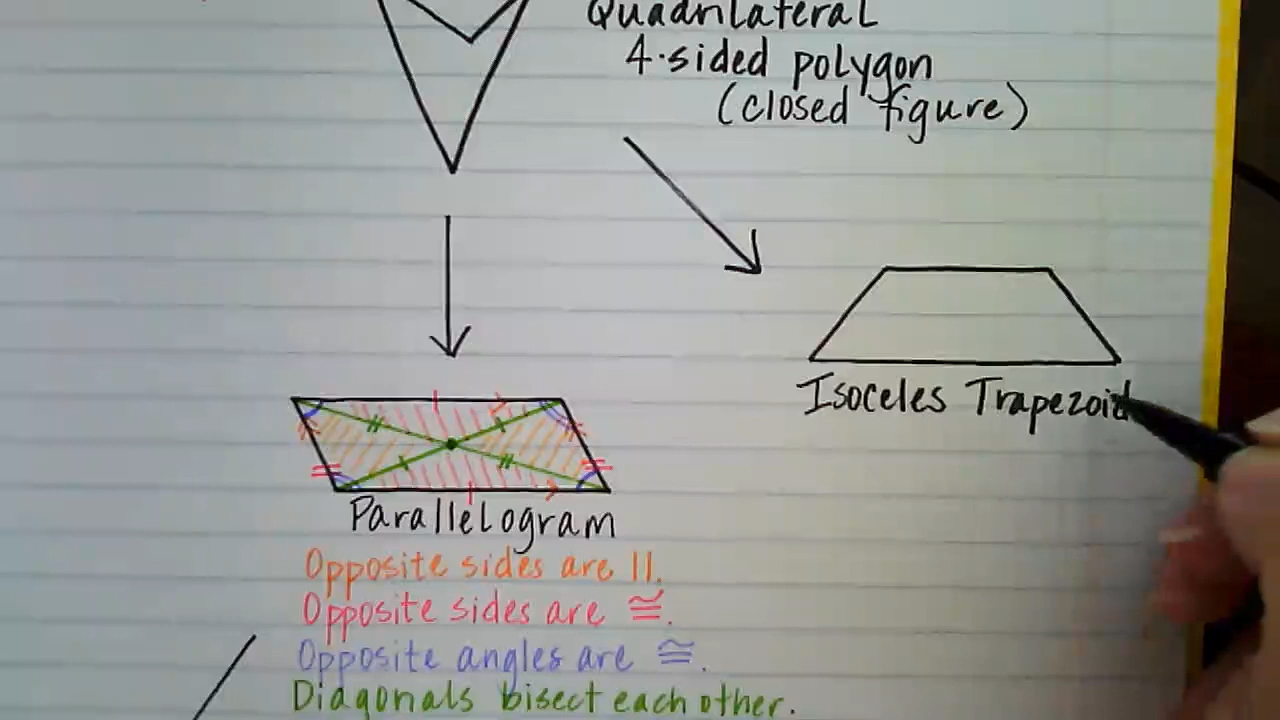 Quadrilateral
4-sided polygon
(closed figure)
Isoceles Trapezoid
Parallelogram
Opposite sides are ||.
Opposite sides are ≅.
Opposite angles are ≅.
Diagonals bisect each other.